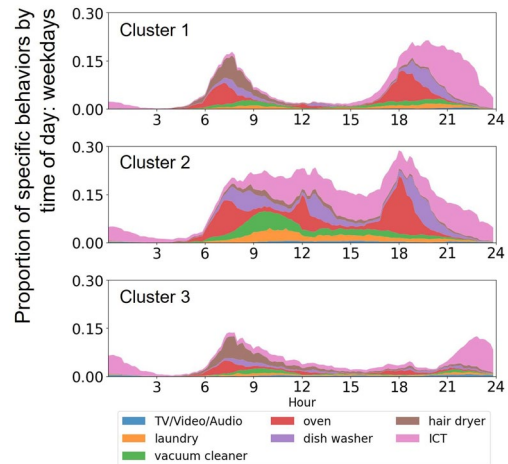 Proportion of specific behaviors by
time of day: weekdays
0.30
Cluster 1
0.15
0.00
3 6 9 12 15 18 21 24
0.30
Cluster 2
0.15
0.00
3 6 9 12 15 18 21 24
0.30
Cluster 3
0.15
0.00
3 6 9 12 15 18 21 24
Hour
TV/Video/Audio oven hair dryer
laundry dish washer ICT
vacuum cleaner